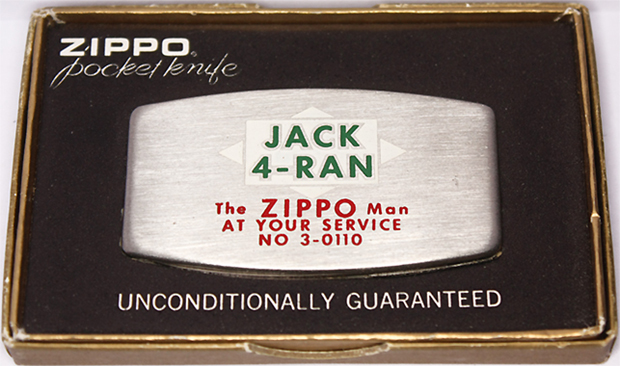 ZIPPO®
pocket knife
JACK
4-RAN
The ZIPPO Man
AT YOUR SERVICE
NO 3-0110
UNCONDITIONALLY GUARANTEED